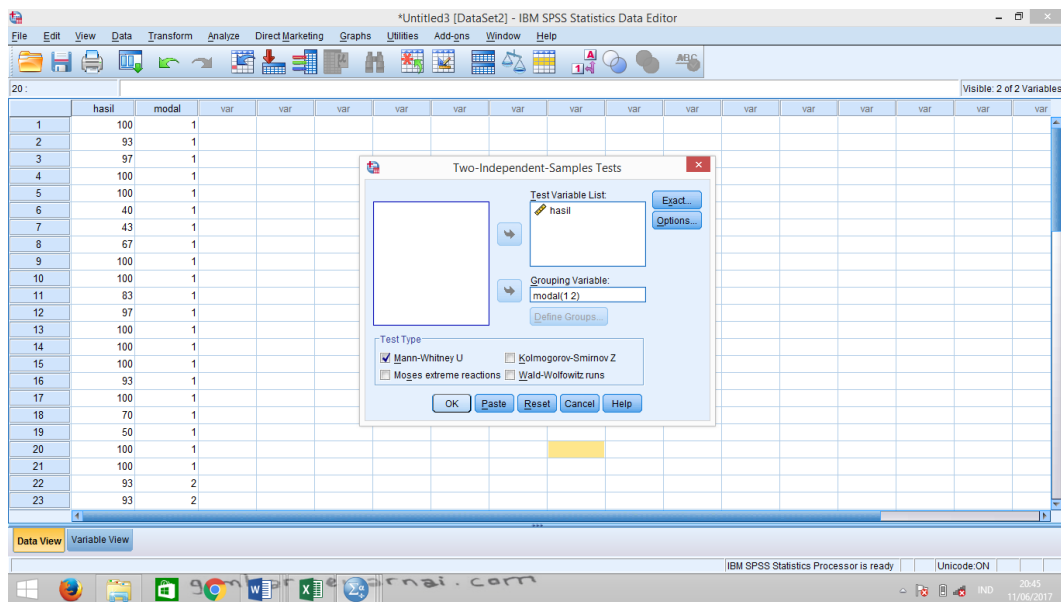 *Untitled3 [DataSet2] - IBM SPSS Statistics Data Editor
File Edit View Data Transform Analyze Direct Marketing Graphs Utilities Add-ons Window Help
20 : Visible: 2 of 2 Variables
hasil modal var var var var var var var var var var var var var var
1 100 1
2 93 1
3 97 1
4 100 1
5 100 1
6 40 1
7 43 1
8 67 1
9 100 1
10 100 1
11 83 1
12 97 1
13 100 1
14 100 1
15 100 1
16 93 1
17 100 1
18 70 1
19 50 1
20 100 1
21 100 1
22 93 2
23 93 2
Two-Independent-Samples Tests
Test Variable List:
hasil
Exact...
Options...
Grouping Variable:
modal(1 2)
Define Groups...
Test Type
Mann-Whitney U Kolmogorov-Smirnov Z
Moses extreme reactions Wald-Wolfowitz runs
OK Paste Reset Cancel Help
Data View Variable View
IBM SPSS Statistics Processor is ready Unicode:ON
IND 20:45
11/06/2017